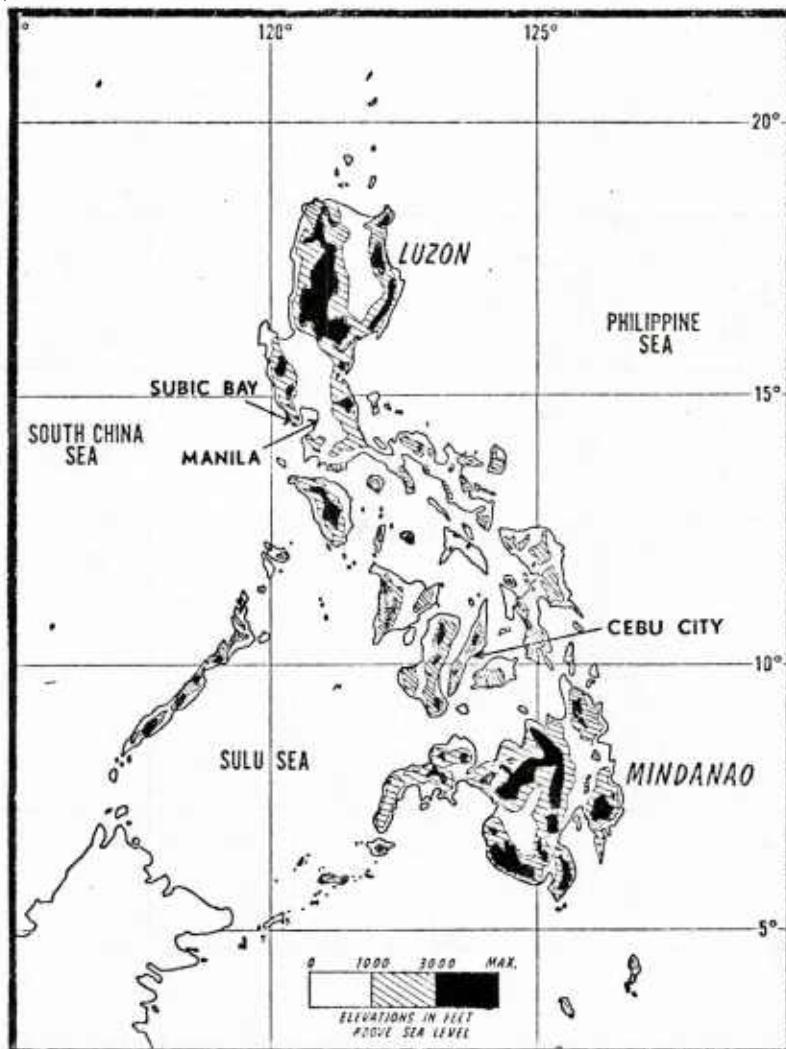 120°
125°
20°
LUZON
PHILIPPINE
SEA
SUBIC BAY
15°
SOUTH CHINA
SEA
MANILA
CEBU CITY
10°
SULU SEA
MINDANAO
5°
0 1000 3000 MAX.
ELEVATIONS IN FEET
ABOVE SEA LEVEL